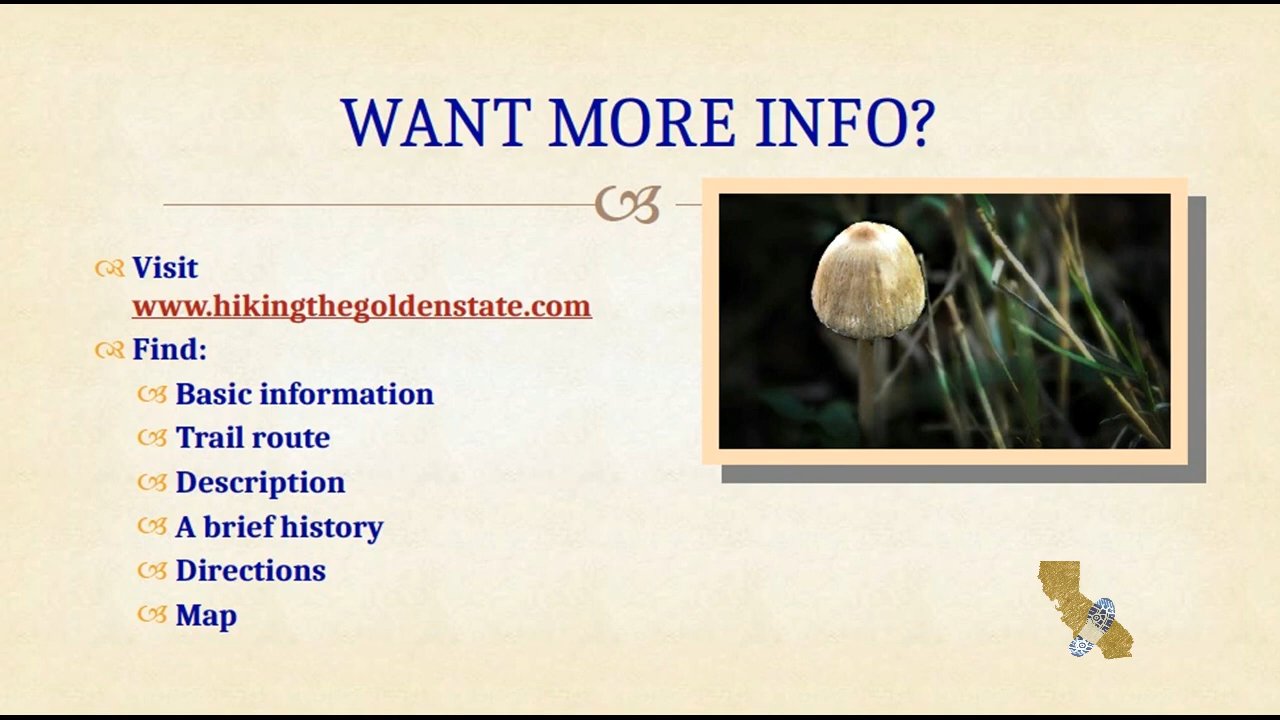 WANT MORE INFO?
Visit
www.hikingthegoldenstate.com
Find:
Basic information
Trail route
Description
A brief history
Directions
Map